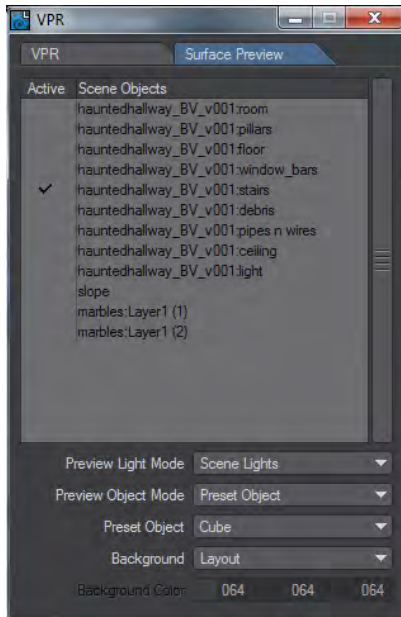 VPR
VPR Surface Preview
Active Scene Objects
hauntedhallway_BV_v001:room
hauntedhallway_BV_v001:pillars
hauntedhallway_BV_v001:floor
hauntedhallway_BV_v001:window_bars
hauntedhallway_BV_v001:stairs
hauntedhallway_BV_v001:debris
hauntedhallway_BV_v001:pipes n wires
hauntedhallway_BV_v001:ceiling
hauntedhallway_BV_v001:light
slope
marbles:Layer1 (1)
marbles:Layer1 (2)
Preview Light Mode Scene Lights
Preview Object Mode Preset Object
Preset Object Cube
Background Layout
Background Color 064 064 064